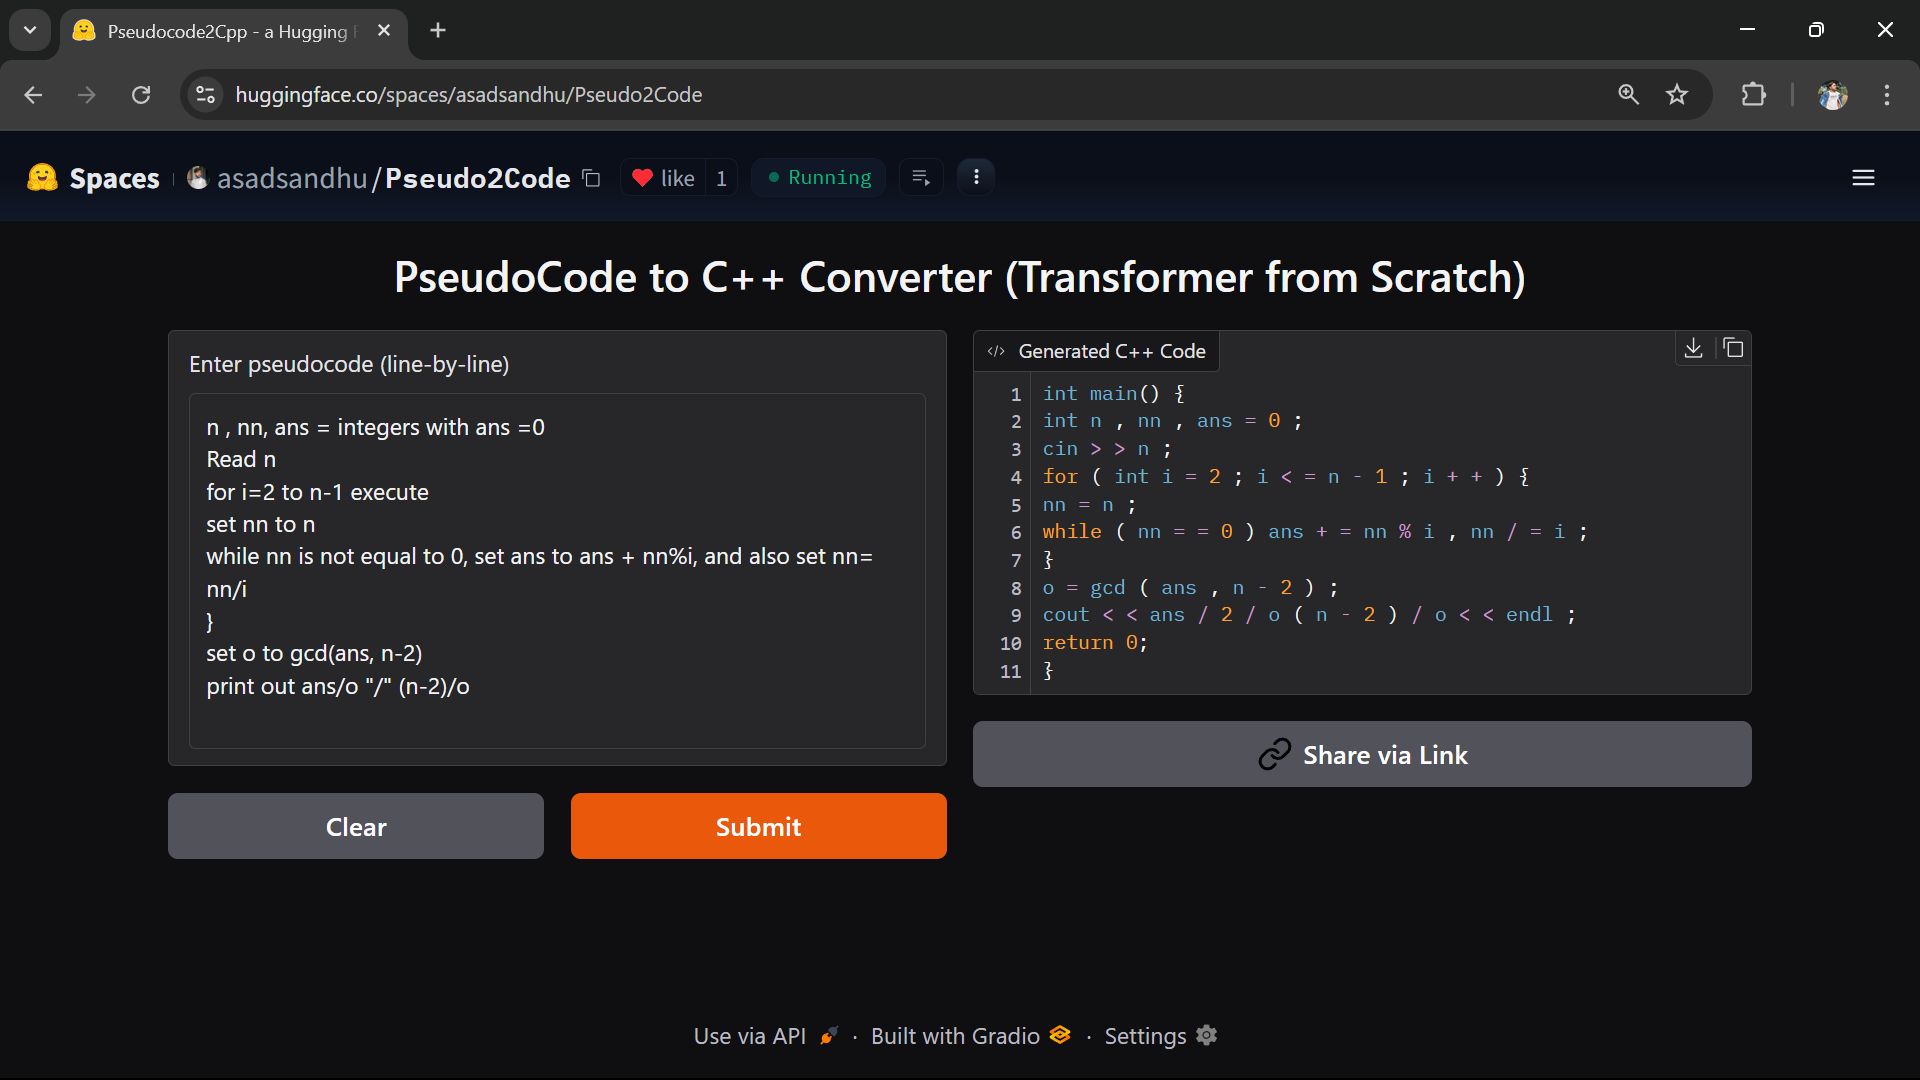 Pseudocode2Cpp - a Hugging F
huggingface.co/spaces/asadsandhu/Pseudo2Code
Spaces asadsandhu/Pseudo2Code like 1 Running
PseudoCode to C++ Converter (Transformer from Scratch)
Enter pseudocode (line-by-line)
n , nn, ans = integers with ans =0
Read n
for i=2 to n-1 execute
set nn to n
while nn is not equal to 0, set ans to ans + nn%i, and also set nn=
nn/i
}
set o to gcd(ans, n-2)
print out ans/o "/" (n-2)/o
Clear
Submit
</> Generated C++ Code
1 int main() {
2 int n , nn , ans = 0 ;
3 cin > > n ;
4 for ( int i = 2 ; i < = n - 1 ; i + + ) {
5 nn = n ;
6 while ( nn = = 0 ) ans + = nn % i , nn / = i ;
7 }
8 o = gcd ( ans , n - 2 ) ;
9 cout < < ans / 2 / o ( n - 2 ) / o < < endl ;
10 return 0;
11 }
Share via Link
Use via API · Built with Gradio · Settings